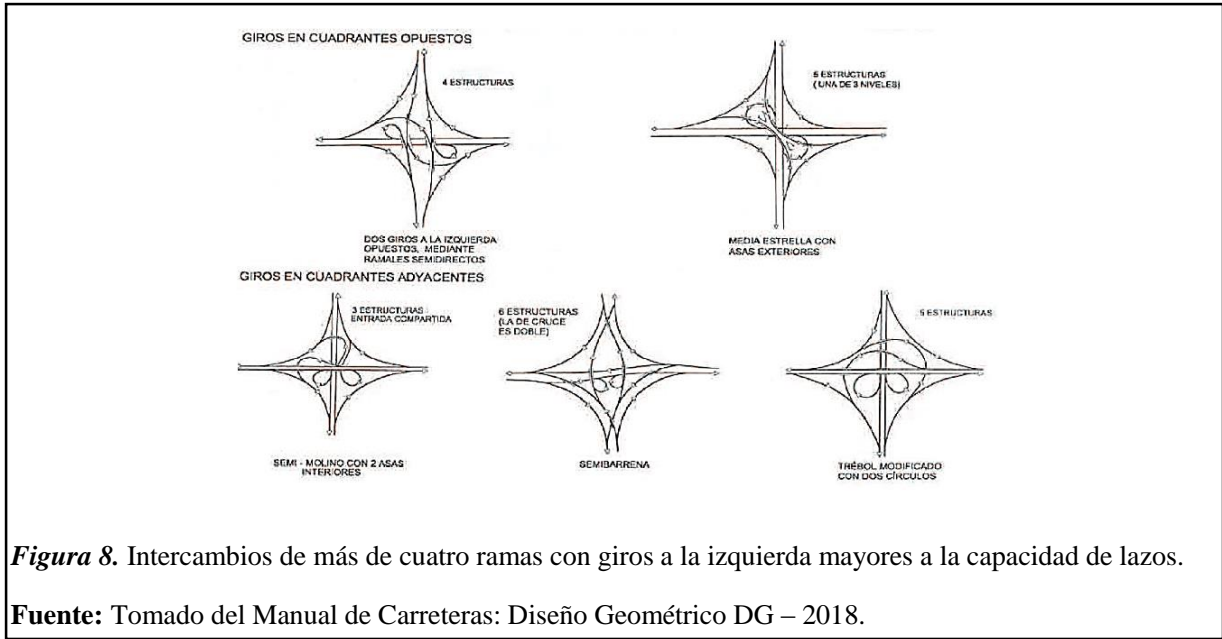 GIROS EN CUADRANTES OPUESTOS
4 ESTRUCTURAS
5 ESTRUCTURAS
( UNA DE 3 NIVELES)
DOS GIROS A LA IZQUIERDA
OPUESTOS, MEDIANTE
RAMALES SEMIDIRECTOS
MEDIA ESTRELLA CON
ASAS EXTERIORES
GIROS EN CUADRANTES ADYACENTES
3 ESTRUCTURAS
ENTRADA COMPARTIDA
6 ESTRUCTURAS
(LA DE CRUCE
ES DOBLE)
5 ESTRUCTURAS
SEMI - MOLINO CON 2 ASAS
INTERIORES
SEMIBARRENA
TRÉBOL MODIFICADO
CON DOS CÍRCULOS
Figura 8. Intercambios de más de cuatro ramas con giros a la izquierda mayores a la capacidad de lazos.
Fuente: Tomado del Manual de Carreteras: Diseño Geométrico DG – 2018.